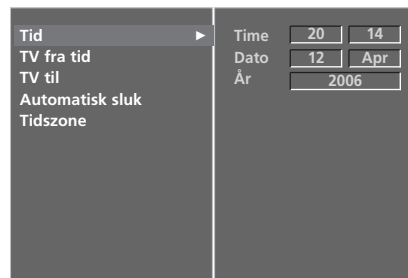 Tid
TV fra tid
TV til
Automatisk sluk
Tidszone
Time 20 14
Dato 12 Apr
År 2006